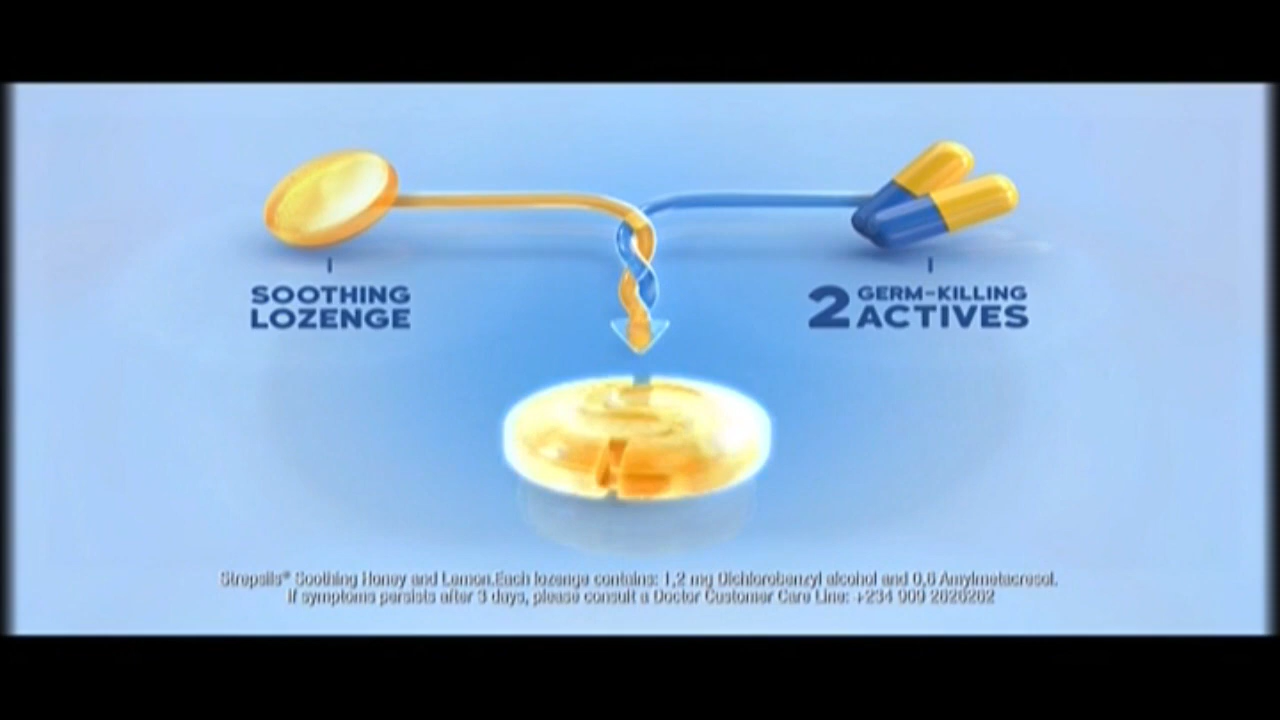 SOOTHING
LOZENGE
2 GERM-KILLING
ACTIVES
Strepsils® Soothing Honey and Lemon.Each lozenge contains: 1,2 mg Dichlorobenzyl alcohol and 0,6 Amylmetacresol.
If symptoms persists after 3 days, please consult a Doctor Customer Care Line: +234 909